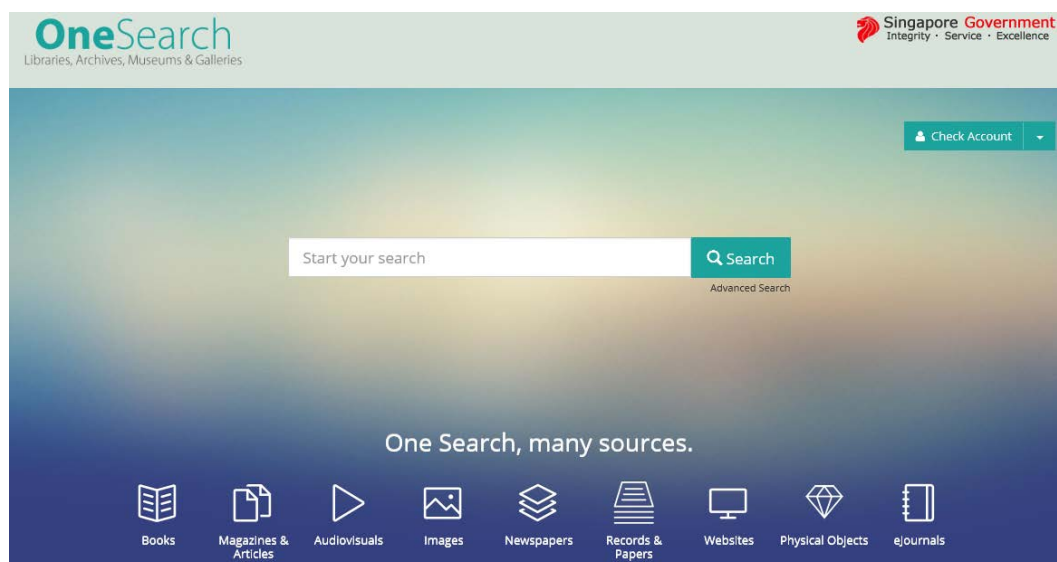 OneSearch
Libraries, Archives, Museums & Galleries
Singapore Government
Integrity · Service · Excellence
Check Account
Start your search
Search
Advanced Search
One Search, many sources.
Books
Magazines &
Articles
Audiovisuals
Images
Newspapers
Records &
Papers
Websites
Physical Objects
ejournals